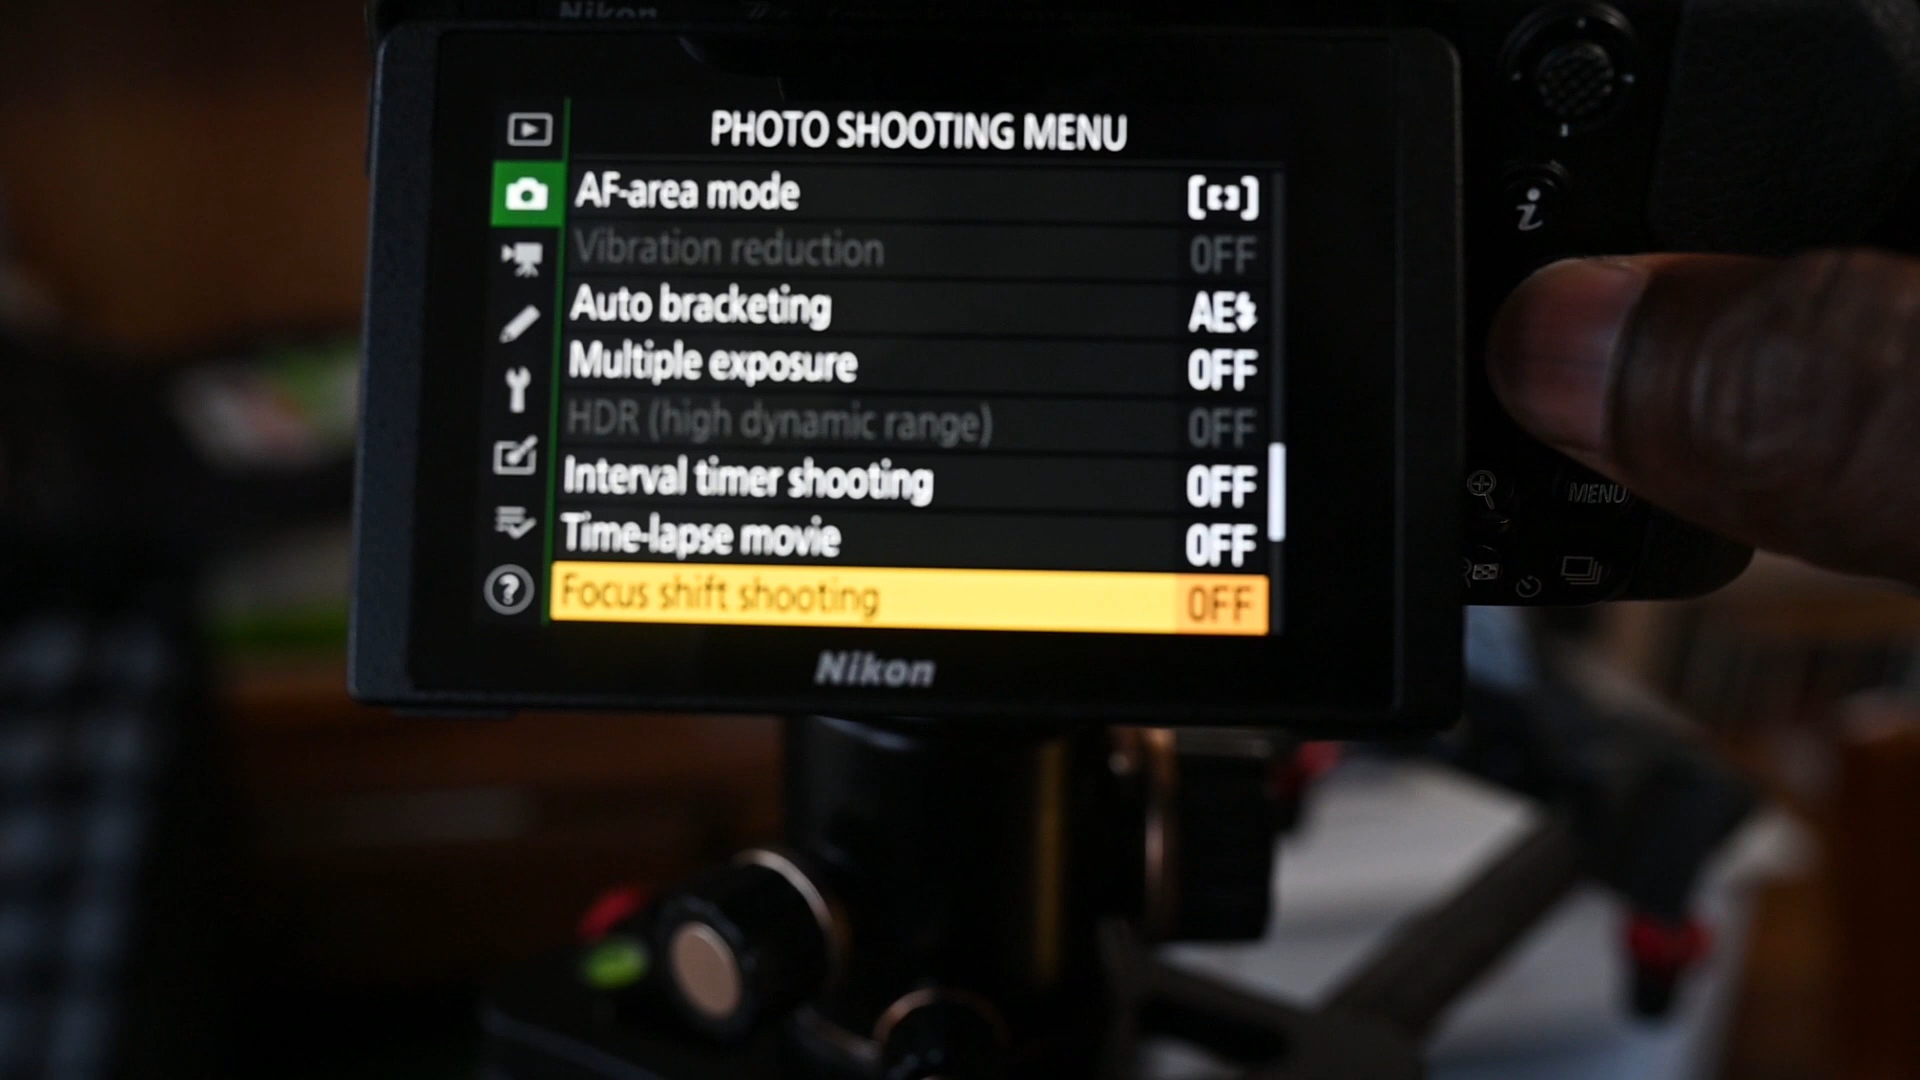 Nikon
PHOTO SHOOTING MENU
AF-area mode
Vibration reduction OFF
Auto bracketing AE
Multiple exposure OFF
HDR (high dynamic range) OFF
Interval timer shooting OFF
Time-lapse movie OFF
Focus shift shooting OFF
Nikon
i
MENU
?